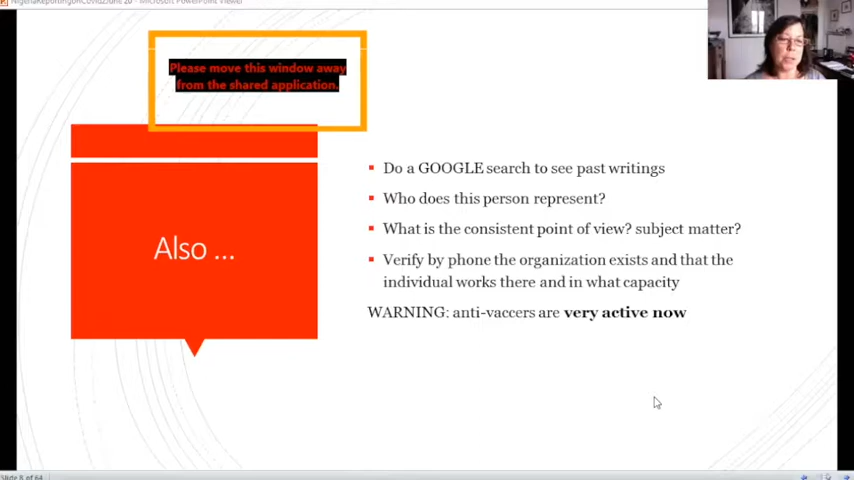 NigeriaReportingonCovid2June 20 - Microsoft PowerPoint Viewer
Please move this window away
from the shared application.
Also ...
Do a GOOGLE search to see past writings
Who does this person represent?
What is the consistent point of view? subject matter?
Verify by phone the organization exists and that the
individual works there and in what capacity
WARNING: anti-vaccers are very active now
Slide 8 of 64